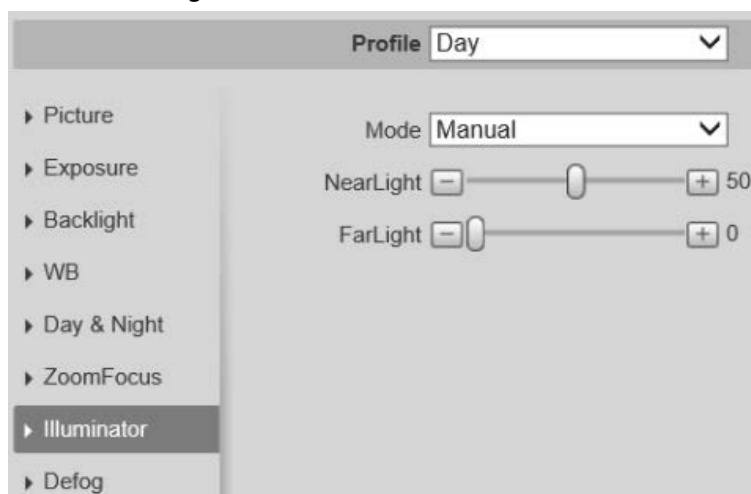 Profile Day
Picture
Exposure
Backlight
WB
Day & Night
ZoomFocus
Illuminator
Defog
Mode Manual
NearLight 50
FarLight 0